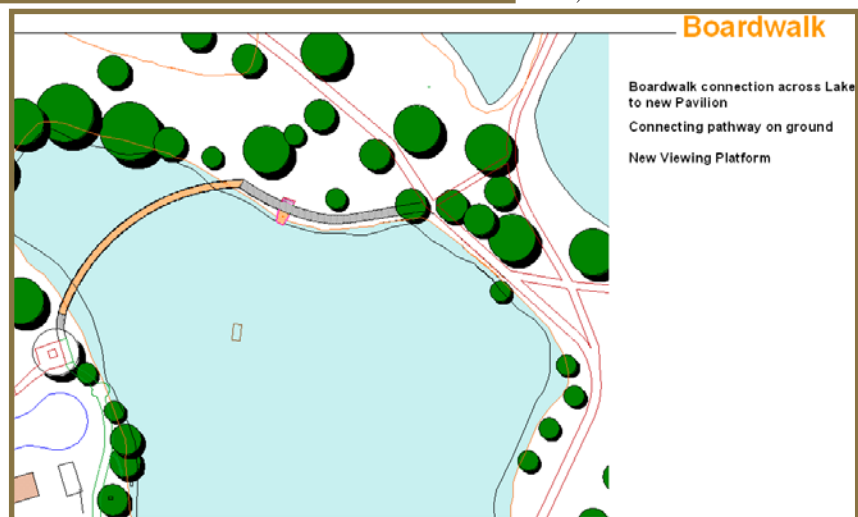 Boardwalk
Boardwalk connection across Lake
to new Pavilion
Connecting pathway on ground
New Viewing Platform